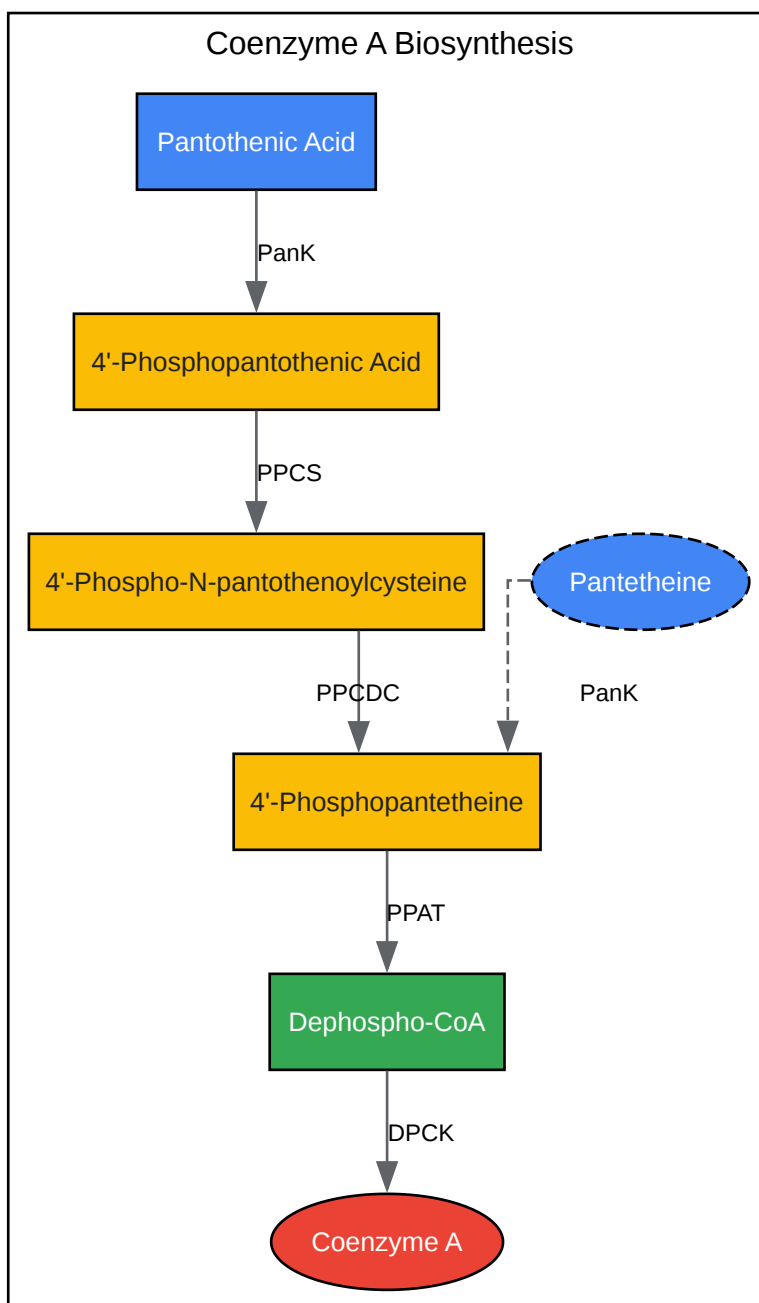 Coenzyme A Biosynthesis
Pantothenic Acid
PanK
4'-Phosphopantothenic Acid
PPCS
4'-Phospho-N-pantothenoylcysteine
Pantetheine
PPCDC
PanK
4'-Phosphopantetheine
PPAT
Dephospho-CoA
DPCK
Coenzyme A